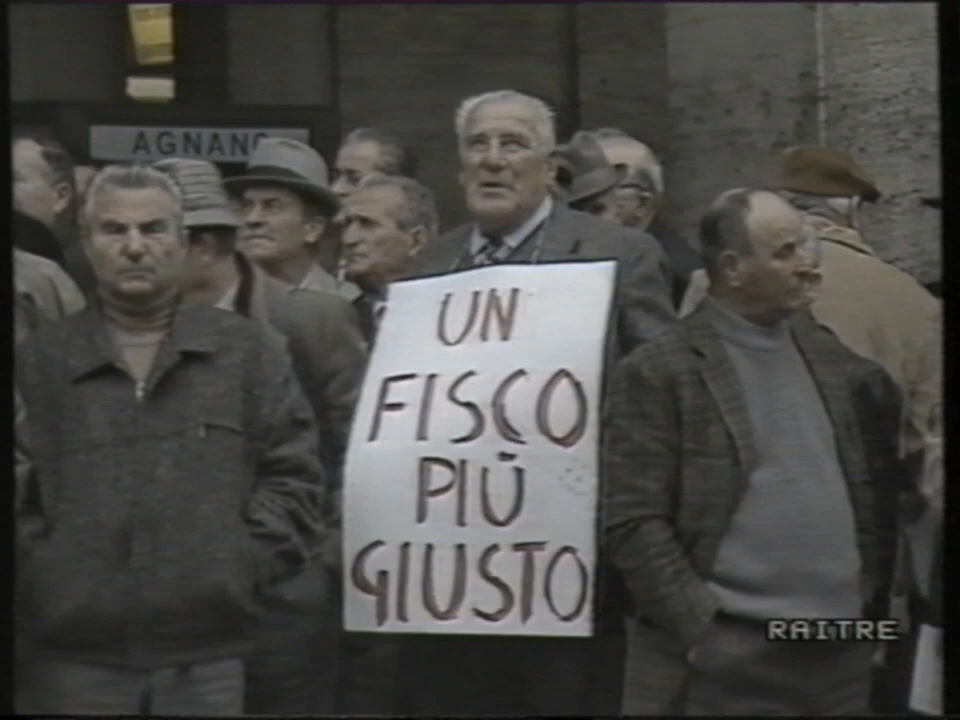 AGNANO
UN
FISCO
PIÙ
GIUSTO
RAITRE